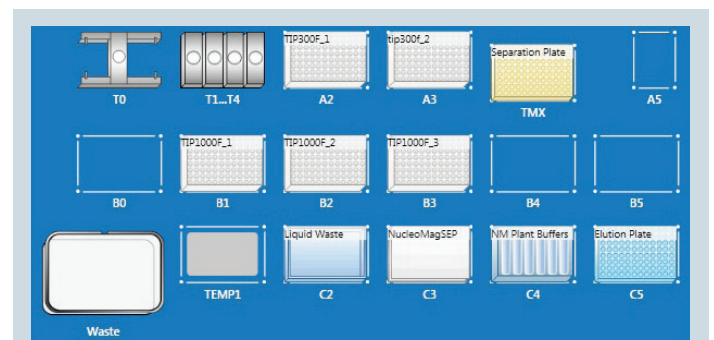 TIP300F_1 tip300f_2 Separation Plate
T0 T1...T4 A2 A3 TMX A5
TIP1000F_1 TIP1000F_2 TIP1000F_3
B0 B1 B2 B3 B4 B5
Liquid Waste NucleoMagSEP NM Plant Buffers Elution Plate
TEMP1 C2 C3 C4 C5
Waste